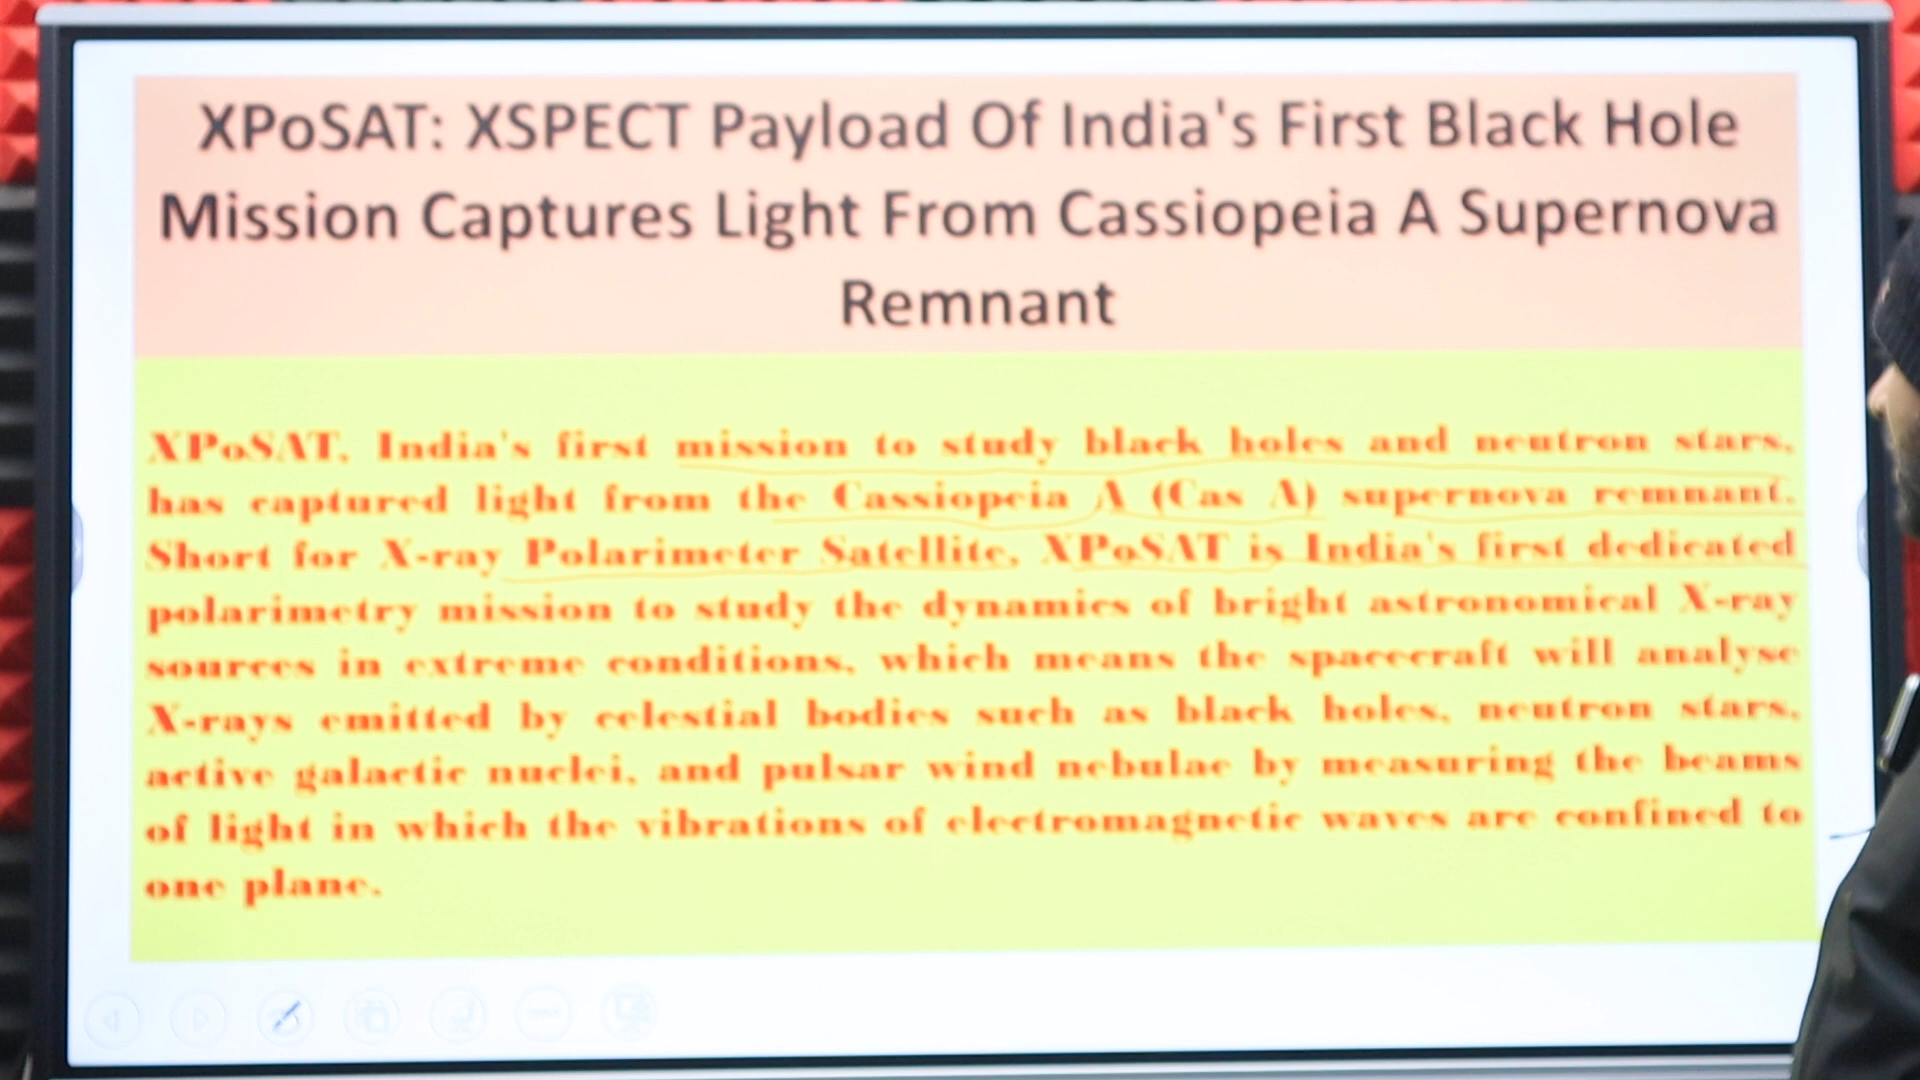 XPoSAT: XSPECT Payload Of India's First Black Hole
Mission Captures Light From Cassiopeia A Supernova
Remnant
XPoSAT, India's first mission to study black holes and neutron stars,
has captured light from the Cassiopeia A (Cas A) supernova remnant.
Short for X-ray Polarimeter Satellite, XPoSAT is India's first dedicated
polarimetry mission to study the dynamics of bright astronomical X-ray
sources in extreme conditions, which means the spacecraft will analyse
X-rays emitted by celestial bodies such as black holes, neutron stars,
active galactic nuclei, and pulsar wind nebulae by measuring the beams
of light in which the vibrations of electromagnetic waves are confined to
one plane.